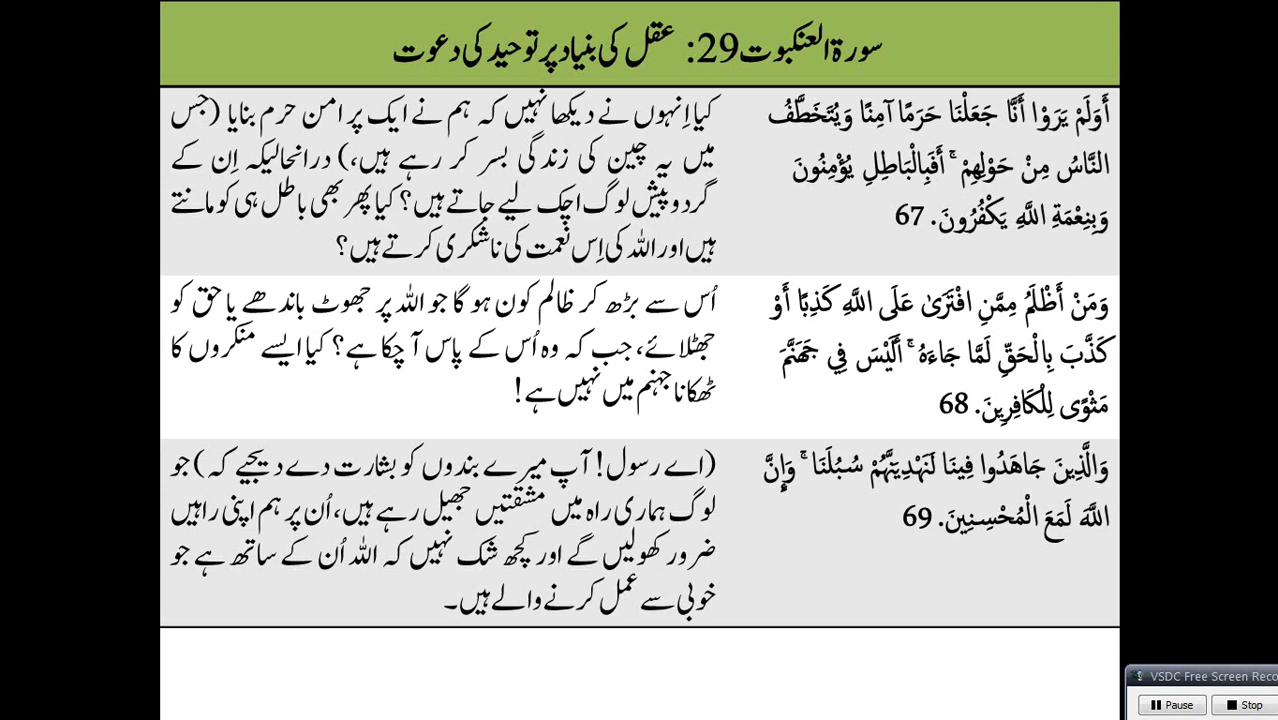 سورۃ العنکبوت 29: عقل کی بنیاد پر توحید کی دعوت
أَوَلَمْ يَرَوْا أَنَّا جَعَلْنَا حَرَمًا آمِنًا وَيُتَخَطَّفُ
النَّاسُ مِنْ حَوْلِهِمْ ۚ أَفَبِالْبَاطِلِ يُؤْمِنُونَ
وَبِنِعْمَةِ اللَّهِ يَكْفُرُونَ. 67
کیا اِنہوں نے دیکھا نہیں کہ ہم نے ایک پر امن حرم بنایا (جس
میں یہ چین کی زندگی بسر کر رہے ہیں،) درانحالیکہ اِن کے
گرد و پیش لوگ اچک لیے جاتے ہیں؟ کیا پھر بھی باطل ہی کو مانتے
ہیں اور اللہ کی اِس نعمت کی ناشکری کرتے ہیں؟
وَمَنْ أَظْلَمُ مِمَّنِ افْتَرَىٰ عَلَى اللَّهِ كَذِبًا أَوْ
كَذَّبَ بِالْحَقِّ لَمَّا جَاءَهُ ۚ أَلَيْسَ فِي جَهَنَّمَ
مَثْوًى لِلْكَافِرِينَ. 68
اُس سے بڑھ کر ظالم کون ہو گا جو اللہ پر جھوٹ باندھے یا حق کو
جھٹلائے، جب کہ وہ اُس کے پاس آ چکا ہے؟ کیا ایسے منکروں کا
ٹھکانا جہنم میں نہیں ہے!
وَالَّذِينَ جَاهَدُوا فِينَا لَنَهْدِيَنَّهُمْ سُبُلَنَا ۚ وَإِنَّ
اللَّهَ لَمَعَ الْمُحْسِنِينَ. 69
(اے رسول! آپ میرے بندوں کو بشارت دے دیجیے کہ) جو
لوگ ہماری راہ میں مشقتیں جھیل رہے ہیں، اُن پر ہم اپنی راہیں
ضرور کھولیں گے اور کچھ شک نہیں کہ اللہ اُن کے ساتھ ہے جو
خوبی سے عمل کرنے والے ہیں۔
VSDC Free Screen Reco
Pause
Stop